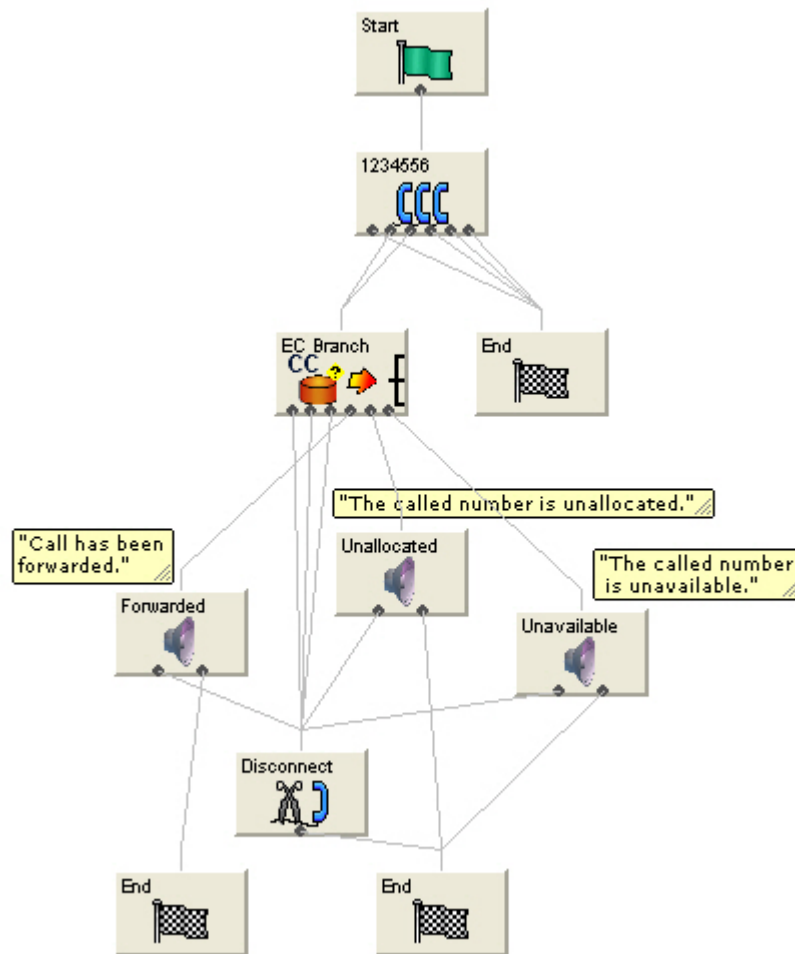 Start
1234556
EC Branch
CC
?
End
"The called number is unallocated."
"Call has been
forwarded."
Unallocated
"The called number
is unavailable."
Forwarded
Unavailable
Disconnect
End
End